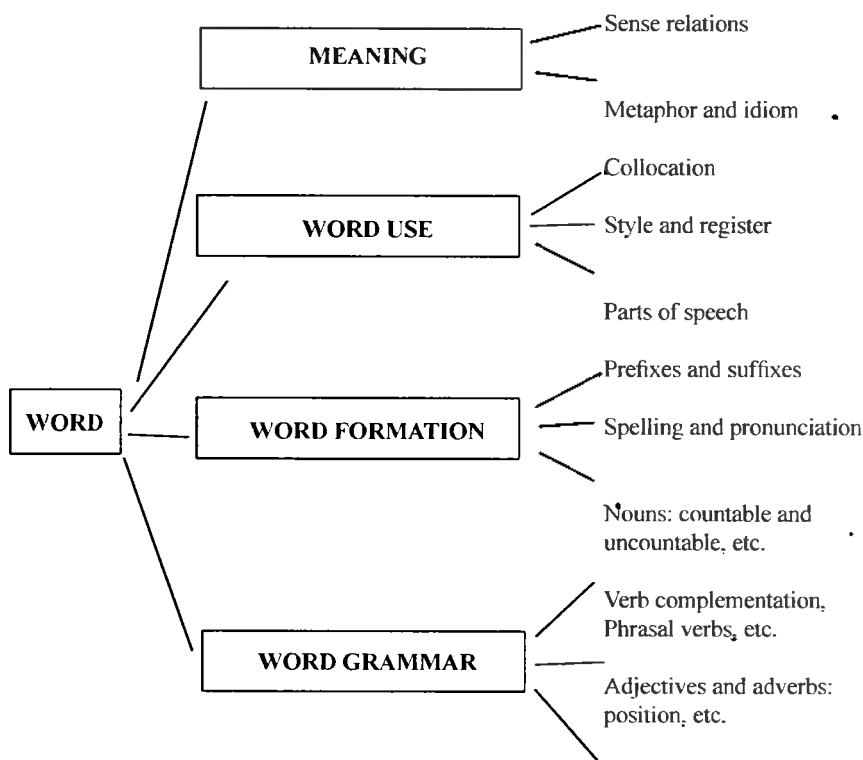 Sense relations
MEANING
Metaphor and idiom
Collocation
WORD USE
Style and register
Parts of speech
Prefixes and suffixes
WORD
WORD FORMATION
Spelling and pronunciation
Nouns: countable and
uncountable, etc.
Verb complementation,
Phrasal verbs, etc.
WORD GRAMMAR
Adjectives and adverbs:
position, etc.